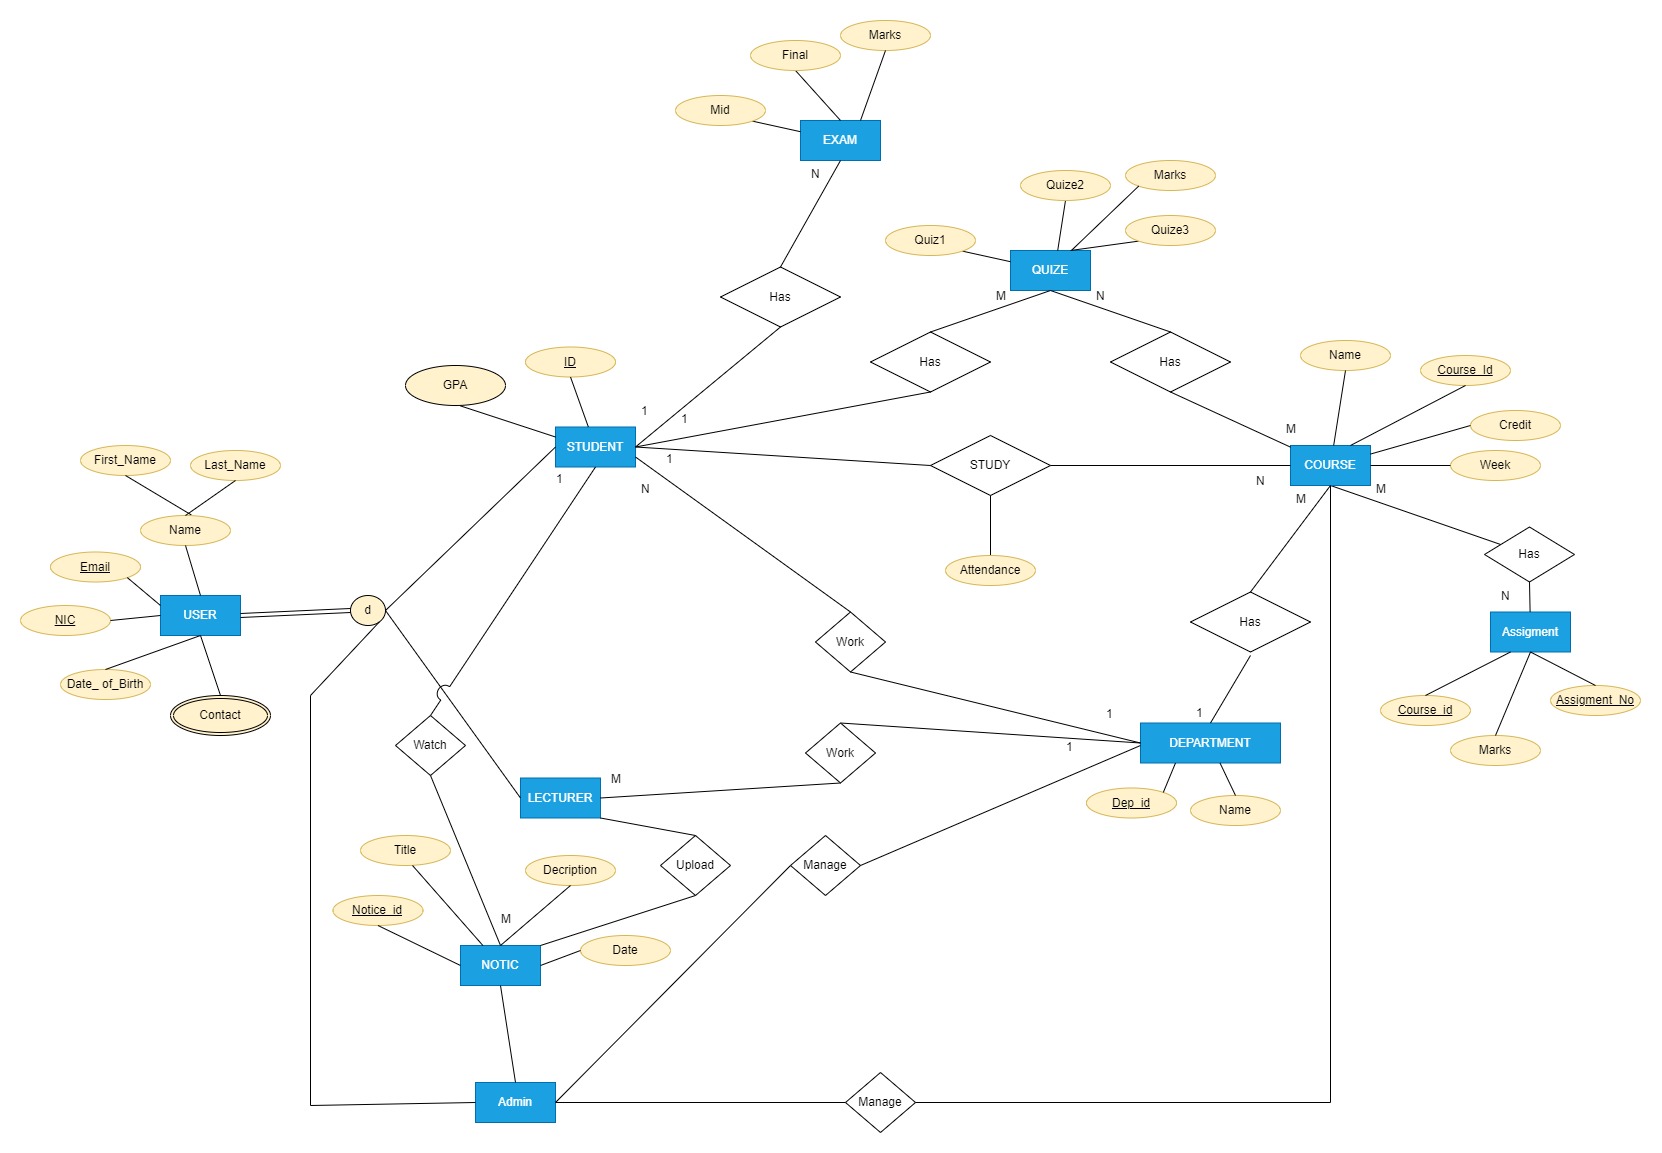 Marks
Final
Mid
EXAM
N
Quize2
Marks
Quiz1
Quize3
QUIZE
M
N
Has
Has
Has
Name
Course_Id
ID
GPA
1
1
M
Credit
STUDENT
1
STUDY
COURSE
Week
First_Name
Last_Name
1
N
N
M
M
Name
Has
Email
Attendance
N
USER
d
NIC
Work
Has
Assigment
Date_ of_Birth
Contact
1
1
Course_id
Assigment_No
Watch
Work
1
DEPARTMENT
Marks
M
LECTURER
Dep_id
Name
Title
Decription
Upload
Manage
Notice_id
M
Date
NOTIC
Admin
Manage